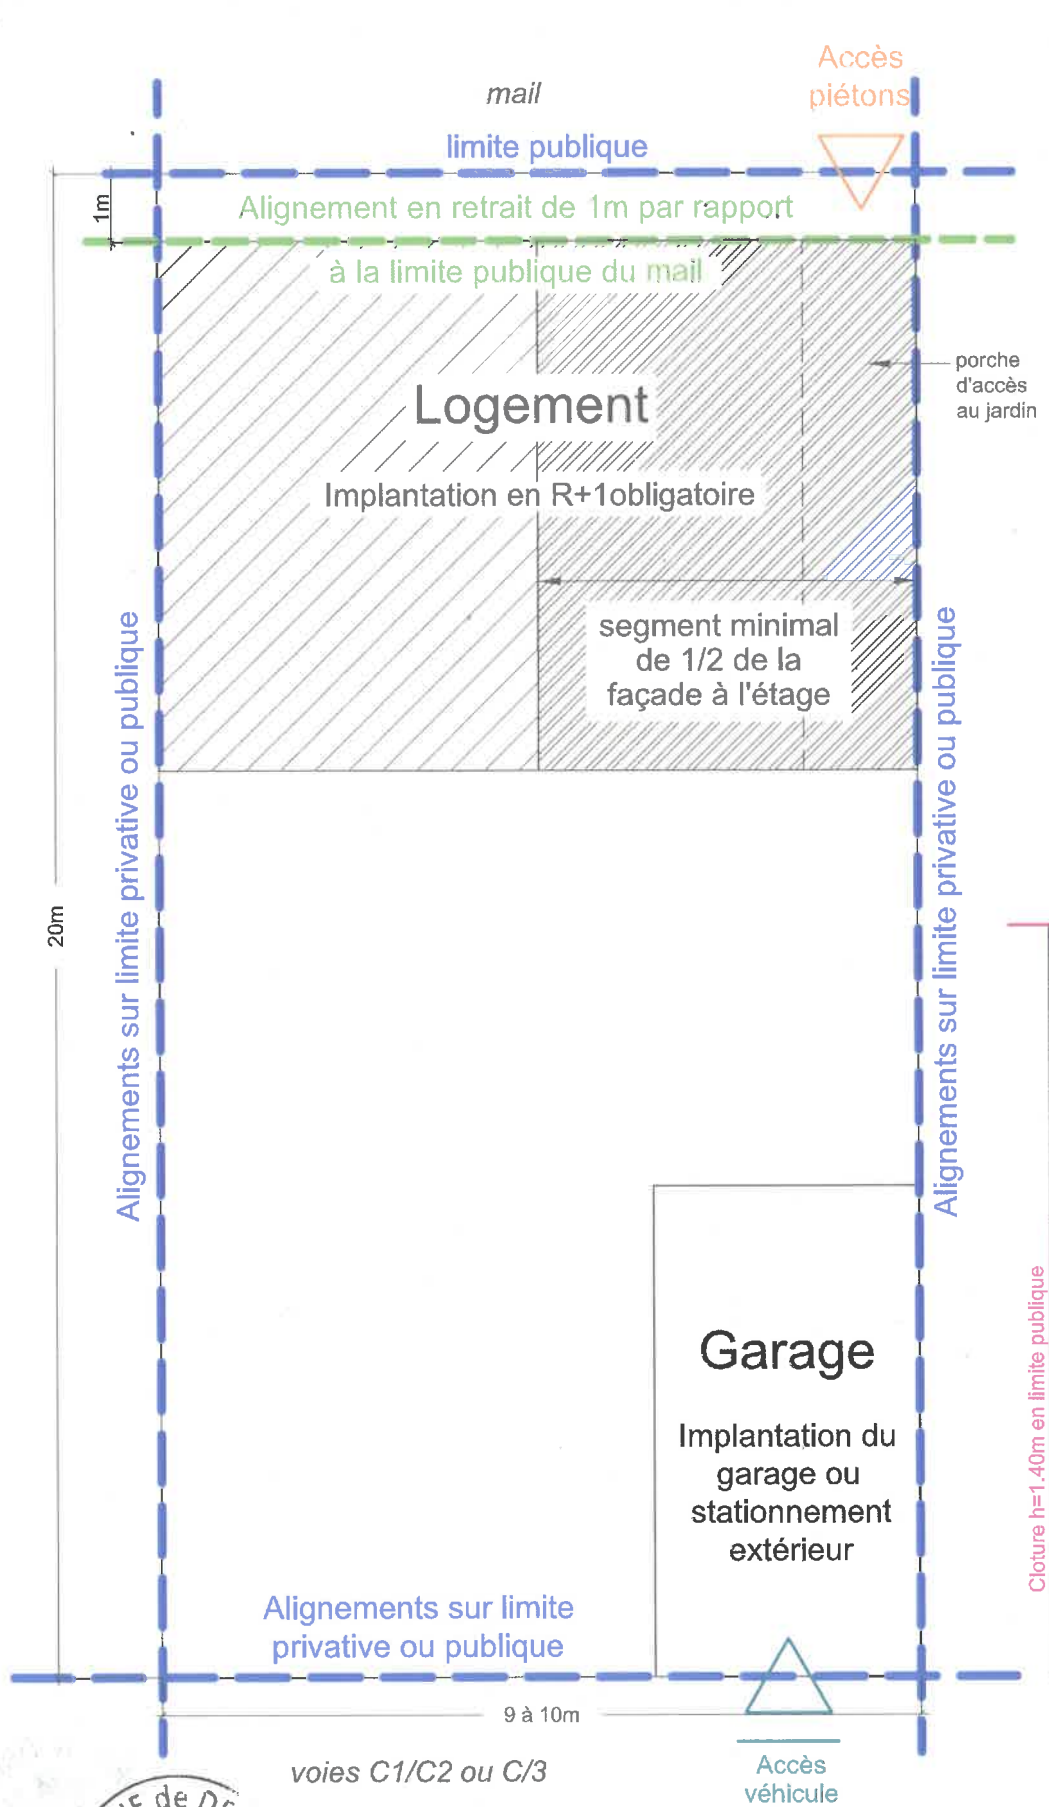 Accès
piétons
mail
limite publique
1m
Alignement en retrait de 1m par rapport
à la limite publique du mail
porche
d'accès
au jardin
Logement
Implantation en R+1obligatoire
segment minimal
de 1/2 de la
façade à l'étage
Alignements sur limite privative ou publique
Alignements sur limite privative ou publique
20m
Garage
Implantation du
garage ou
stationnement
extérieur
Cloture h=1.40m en limite publique
Alignements sur limite
privative ou publique
9 à 10m
voies C1/C2 ou C/3
Accès
véhicule
de